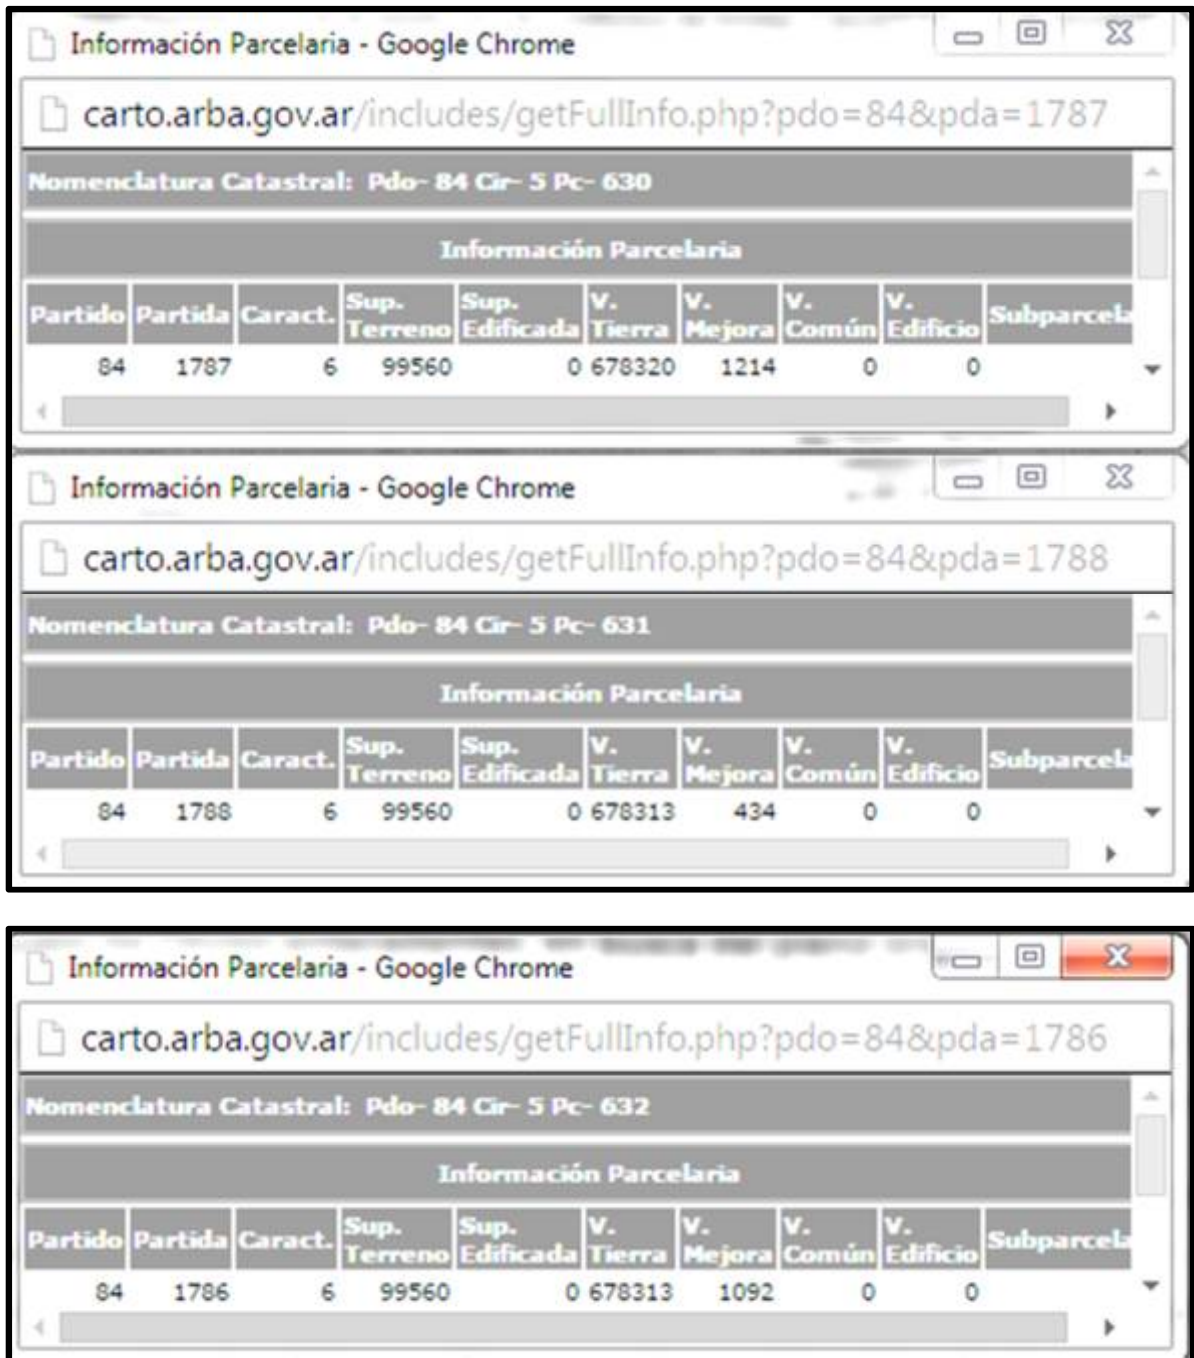 Información Parcelaria - Google Chrome
carto.arba.gov.ar/includes/getFullInfo.php?pdo=84&pda=1787
Nomenclatura Catastral: Pdo- 84 Cir- 5 Pc- 630
Información Parcelaria
Partido Partida Caract. Sup. Terreno Sup. Edificada V. Tierra V. Mejora V. Común V. Edificio Subparcela
84 1787 6 99560 0 678320 1214 0 0
Información Parcelaria - Google Chrome
carto.arba.gov.ar/includes/getFullInfo.php?pdo=84&pda=1788
Nomenclatura Catastral: Pdo- 84 Cir- 5 Pc- 631
Información Parcelaria
Partido Partida Caract. Sup. Terreno Sup. Edificada V. Tierra V. Mejora V. Común V. Edificio Subparcela
84 1788 6 99560 0 678313 434 0 0
Información Parcelaria - Google Chrome
carto.arba.gov.ar/includes/getFullInfo.php?pdo=84&pda=1786
Nomenclatura Catastral: Pdo- 84 Cir- 5 Pc- 632
Información Parcelaria
Partido Partida Caract. Sup. Terreno Sup. Edificada V. Tierra V. Mejora V. Común V. Edificio Subparcela
84 1786 6 99560 0 678313 1092 0 0